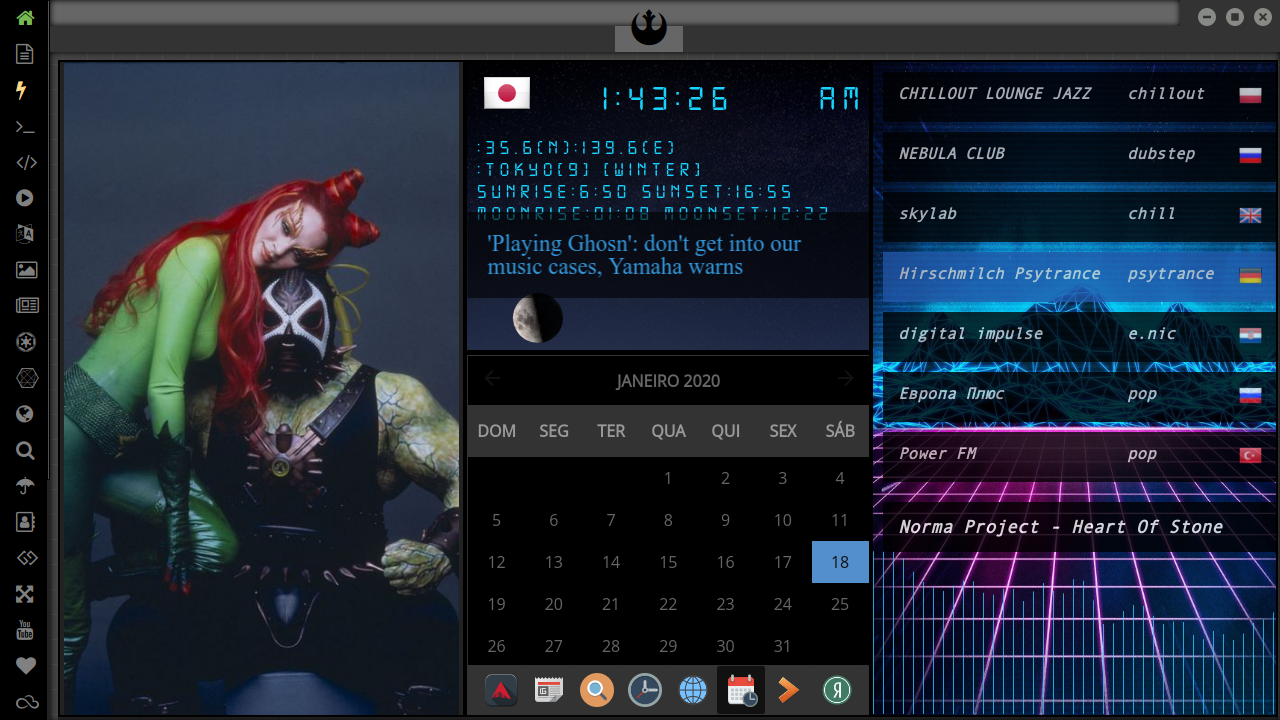 1:43:26 AM
:35.6(N):139.6(E)
:TOKYO(9) (WINTER)
SUNRISE:6:50 SUNSET:16:55
MOONRISE:01:08 MOONSET:12:22
'Playing Ghosn': don't get into our
music cases, Yamaha warns
JANEIRO 2020
DOM SEG TER QUA QUI SEX SÁB
1 2 3 4
5 6 7 8 9 10 11
12 13 14 15 16 17 18
19 20 21 22 23 24 25
26 27 28 29 30 31
CHILLOUT LOUNGE JAZZ chillout
NEBULA CLUB dubstep
skylab chill
Hirschmilch Psytrance psytrance
digital impulse e.nic
Европа Плюс pop
Power FM pop
Norma Project - Heart Of Stone
You
Tube
Я